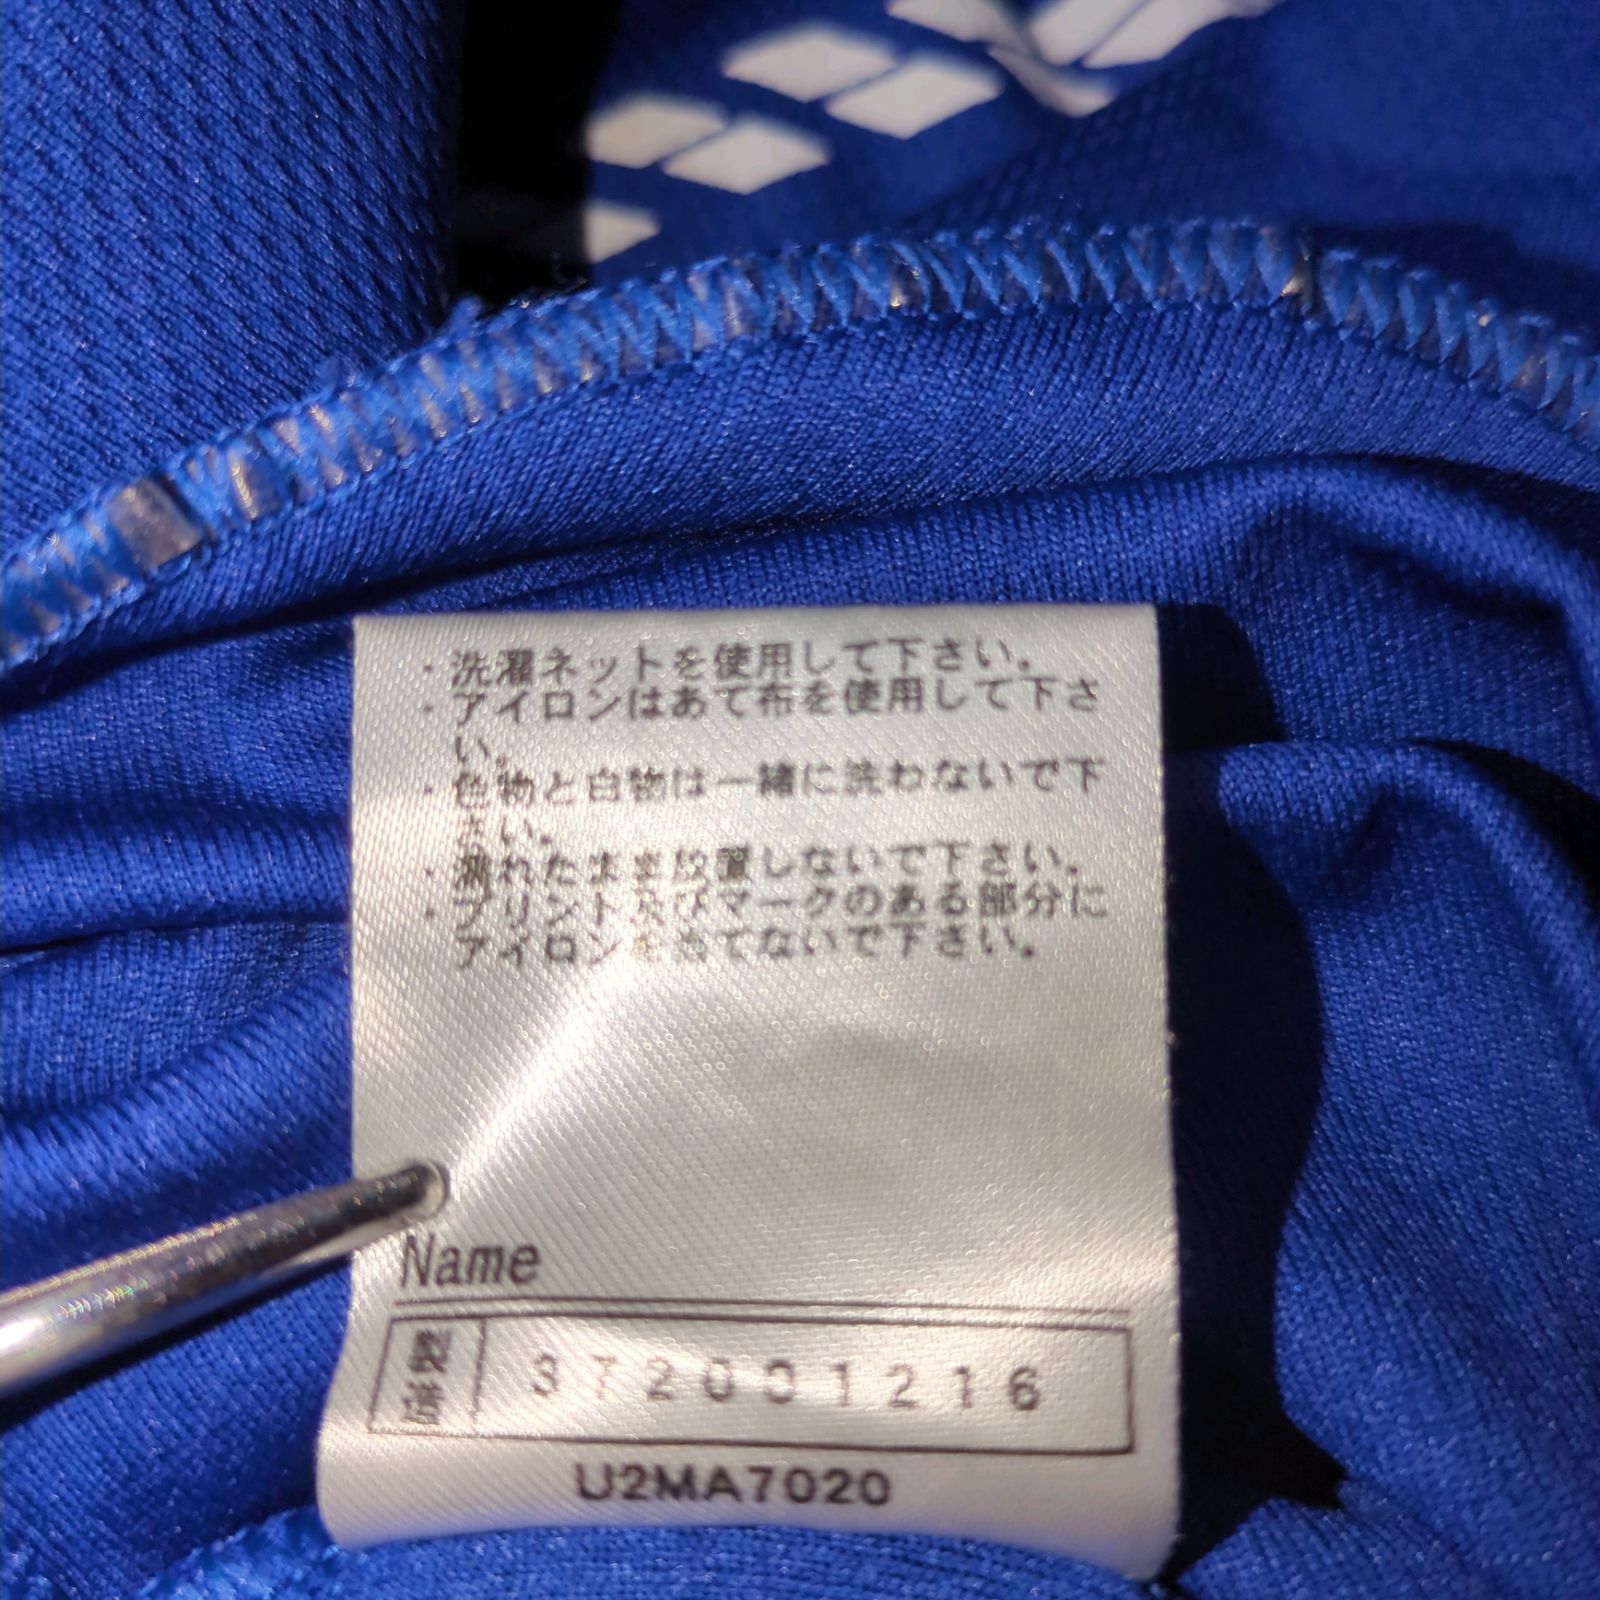 ・洗濯ネットを使用して下さい。
・アイロンはあて布を使用して下さ
い。
・色物と白物は一緒に洗わないで下
さい。
・濡れたまま放置しないで下さい。
・プリント及びマークのある部分に
アイロンを当てないで下さい。
Name
製造 372031216
U2MA7020